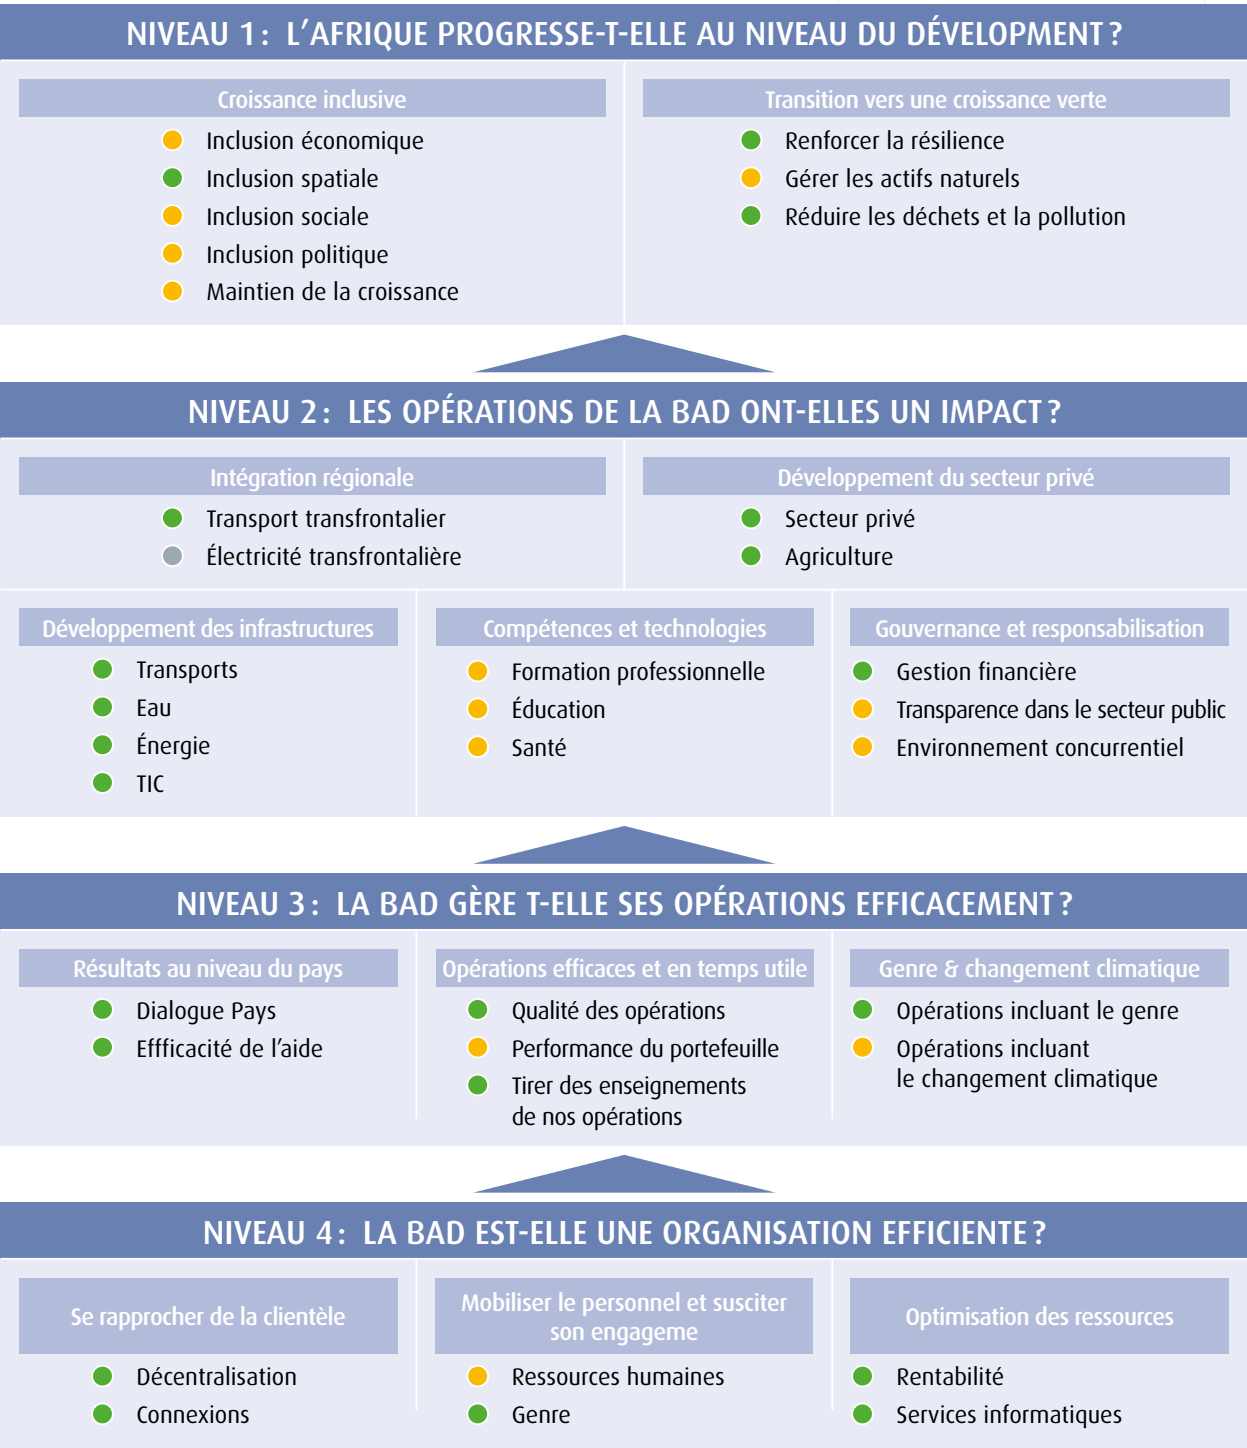 NIVEAU 1 : L’AFRIQUE PROGRESSE-T-ELLE AU NIVEAU DU DÉVELOPMENT ?
Croissance inclusive
Inclusion économique
Inclusion spatiale
Inclusion sociale
Inclusion politique
Maintien de la croissance
Transition vers une croissance verte
Renforcer la résilience
Gérer les actifs naturels
Réduire les déchets et la pollution
NIVEAU 2 : LES OPÉRATIONS DE LA BAD ONT-ELLES UN IMPACT ?
Intégration régionale
Transport transfrontalier
Électricité transfrontalière
Développement du secteur privé
Secteur privé
Agriculture
Développement des infrastructures
Transports
Eau
Énergie
TIC
Compétences et technologies
Formation professionnelle
Éducation
Santé
Gouvernance et responsabilisation
Gestion financière
Transparence dans le secteur public
Environnement concurrentiel
NIVEAU 3 : LA BAD GÈRE T-ELLE SES OPÉRATIONS EFFICACEMENT ?
Résultats au niveau du pays
Dialogue Pays
Effficacité de l’aide
Opérations efficaces et en temps utile
Qualité des opérations
Performance du portefeuille
Tirer des enseignements
de nos opérations
Genre & changement climatique
Opérations incluant le genre
Opérations incluant
le changement climatique
NIVEAU 4 : LA BAD EST-ELLE UNE ORGANISATION EFFICIENTE ?
Se rapprocher de la clientèle
Décentralisation
Connexions
Mobiliser le personnel et susciter
son engageme
Ressources humaines
Genre
Optimisation des ressources
Rentabilité
Services informatiques